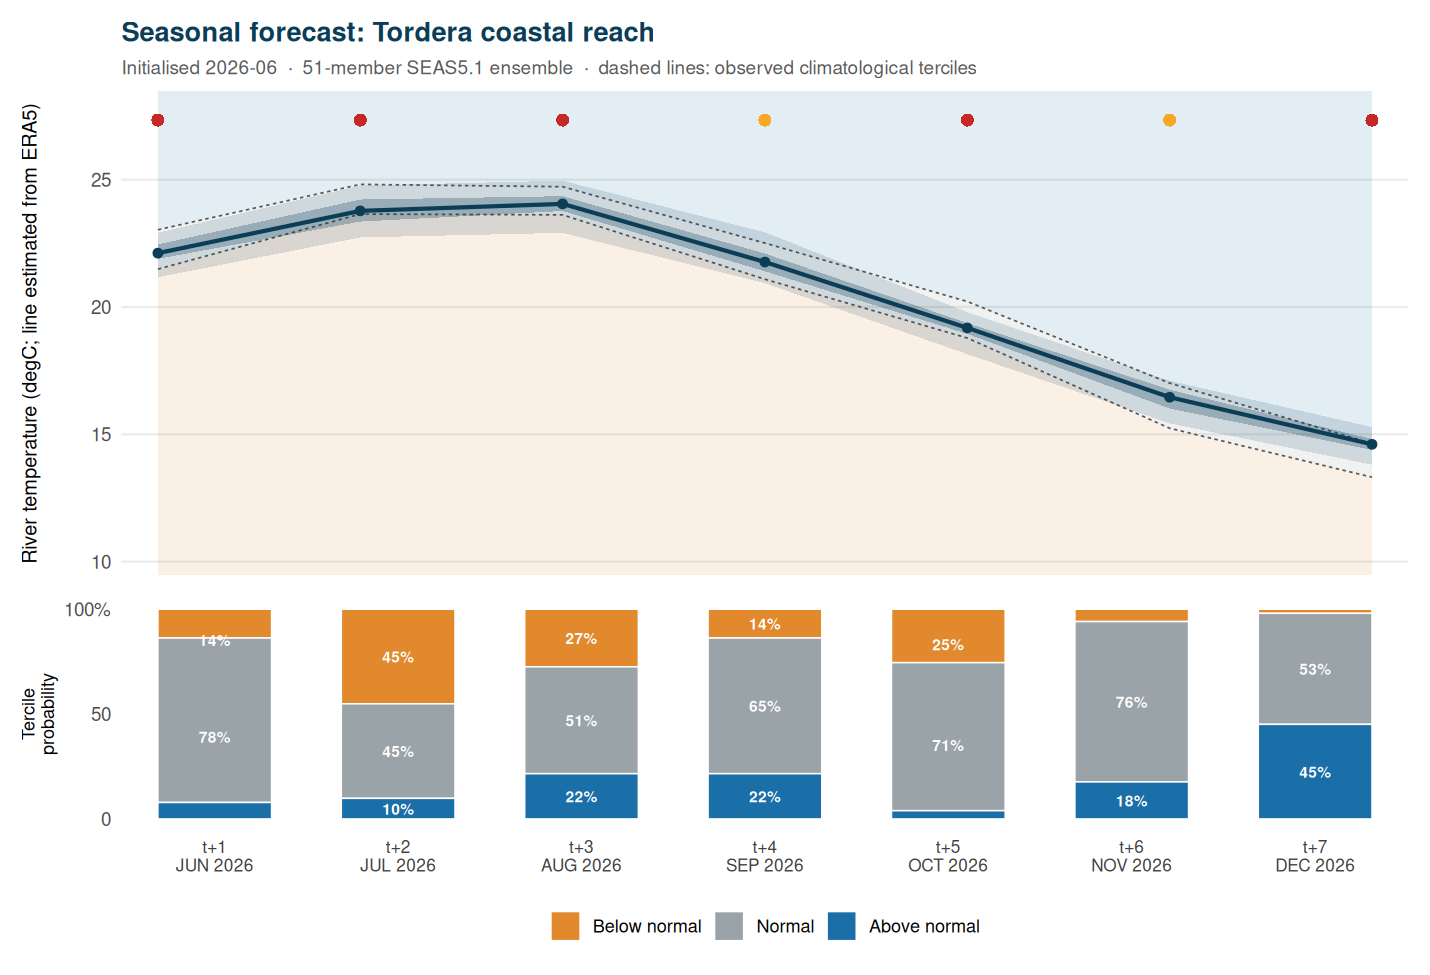 Seasonal forecast: Tordera coastal reach
Initialised 2026-06 · 51-member SEAS5.1 ensemble · dashed lines: observed climatological terciles
River temperature (degC; line estimated from ERA5)
25
20
15
10
Tercile
probability
100%
50
0
14%
78%
45%
45%
10%
27%
51%
22%
14%
65%
22%
25%
71%
76%
18%
53%
45%
t+1
JUN 2026
t+2
JUL 2026
t+3
AUG 2026
t+4
SEP 2026
t+5
OCT 2026
t+6
NOV 2026
t+7
DEC 2026
Below normal
Normal
Above normal